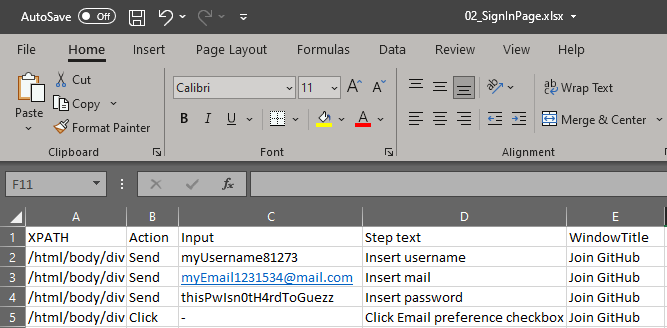 AutoSave Off 02_SignInPage.xlsx
File Home Insert Page Layout Formulas Data Review View
Cut
Copy
Format Painter
Paste
Clipboard
Calibri 11 A A
B I U A
Font
ab c Wrap Text
Merge & Center
Alignment
F11 fx
A B C D E
1 XPATH Action Input Step text WindowTitle
2 /html/body/div Send myUsername81273 Insert username Join GitHub
3 /html/body/div Send myEmail1231534@mail.com Insert mail Join GitHub
4 /html/body/div Send thisPwIsn0tH4rdToGuezz Insert password Join GitHub
5 /html/body/div Click - Click Email preference checkbox Join GitHub